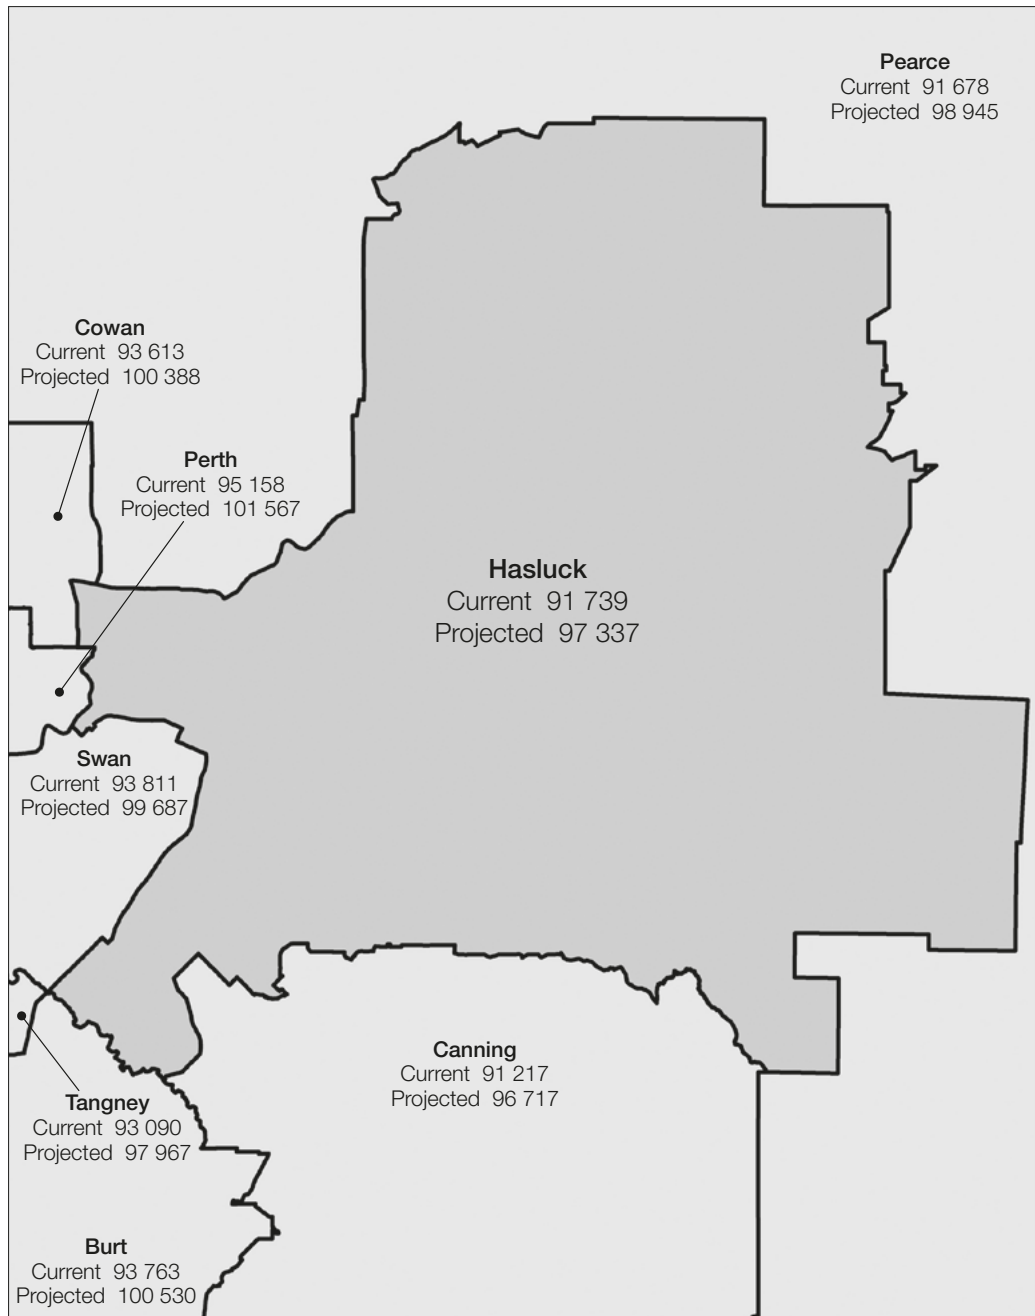 Pearce
Current 91 678
Projected 98 945
Cowan
Current 93 613
Projected 100 388
Perth
Current 95 158
Projected 101 567
Hasluck
Current 91 739
Projected 97 337
Swan
Current 93 811
Projected 99 687
Canning
Current 91 217
Projected 96 717
Tangney
Current 93 090
Projected 97 967
Burt
Current 93 763
Projected 100 530